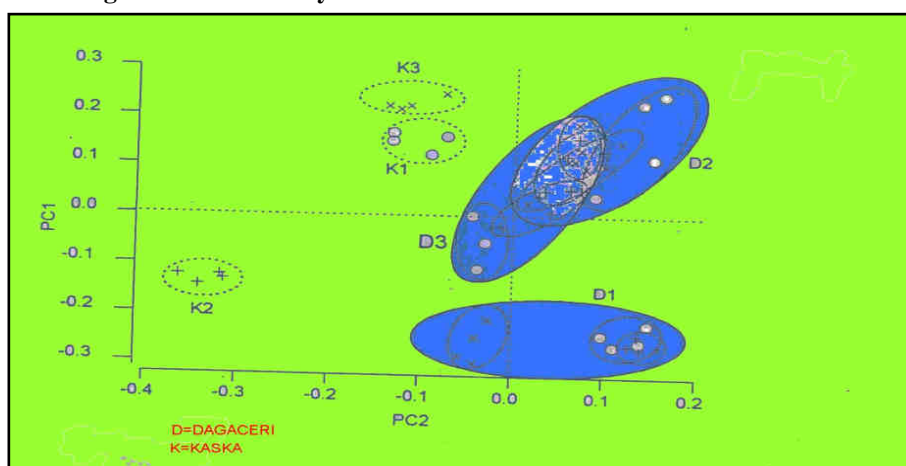 0.3
0.2
0.1
0.0
-0.1
-0.2
-0.3
PC1
K3
K1
K2
D2
D3
D1
-0.4
-0.3
-0.2
-0.1
0.0
0.1
0.2
PC2
D=DAGACERI
K=KASKA